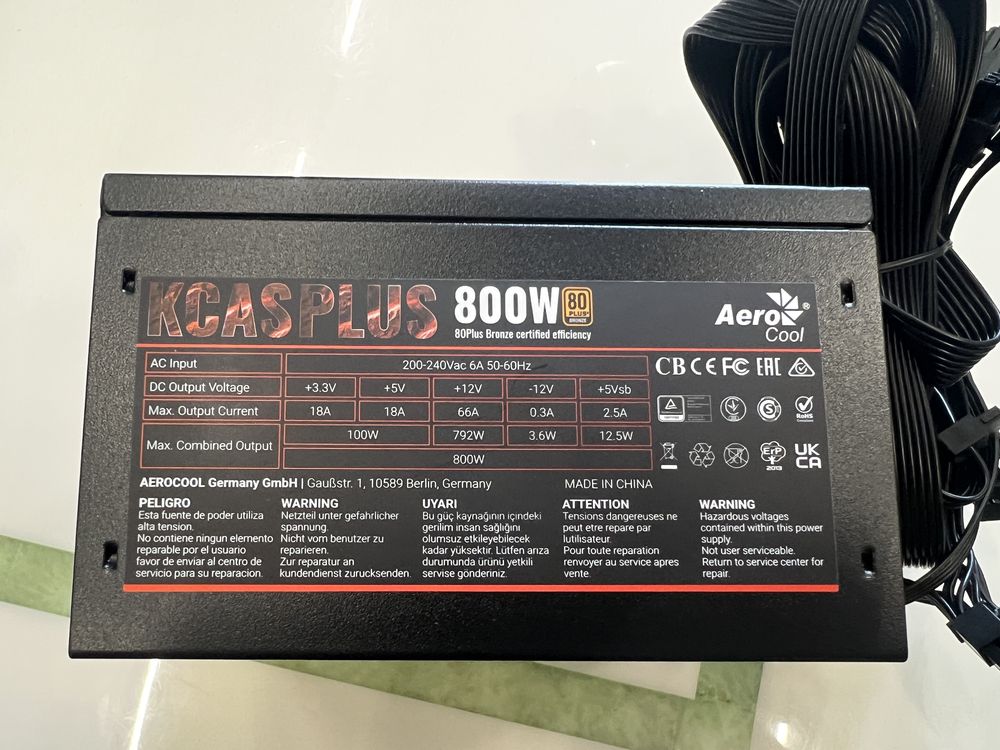 KCAS PLUS 800W 80 PLUS BRONZE
80Plus Bronze certified efficiency
Aero Cool ®
AC Input 200-240Vac 6A 50-60Hz
DC Output Voltage +3.3V +5V +12V -12V +5Vsb
Max. Output Current 18A 18A 66A 0.3A 2.5A
Max. Combined Output 100W 792W 3.6W 12.5W
800W
CB CE FC EAC
RoHS
ErP 2013
UK CA
AEROCOOL Germany GmbH | Gaußstr. 1, 10589 Berlin, Germany MADE IN CHINA
PELIGRO
Esta fuente de poder utiliza
alta tension.
No contiene ningun elemento
reparable por el usuario
favor de enviar al centro de
servicio para su reparacion.
WARNING
Netzteil unter gefahrlicher
spannung.
Nicht vom benutzer zu
reparieren.
Zur reparatur an
kundendienst zurucksenden.
UYARI
Bu güç kaynağının içindeki
gerilim insan sağlığını
olumsuz etkileyebilecek
kadar yüksektir. Lütfen arıza
durumunda ürünü yetkili
servise gönderiniz.
ATTENTION
Tensions dangereuses ne
peut etre repare par
lutilisateur.
Pour toute reparation
renvoyer au service apres
vente.
WARNING
Hazardous voltages
contained within this power
supply.
Not user serviceable.
Return to service center for
repair.